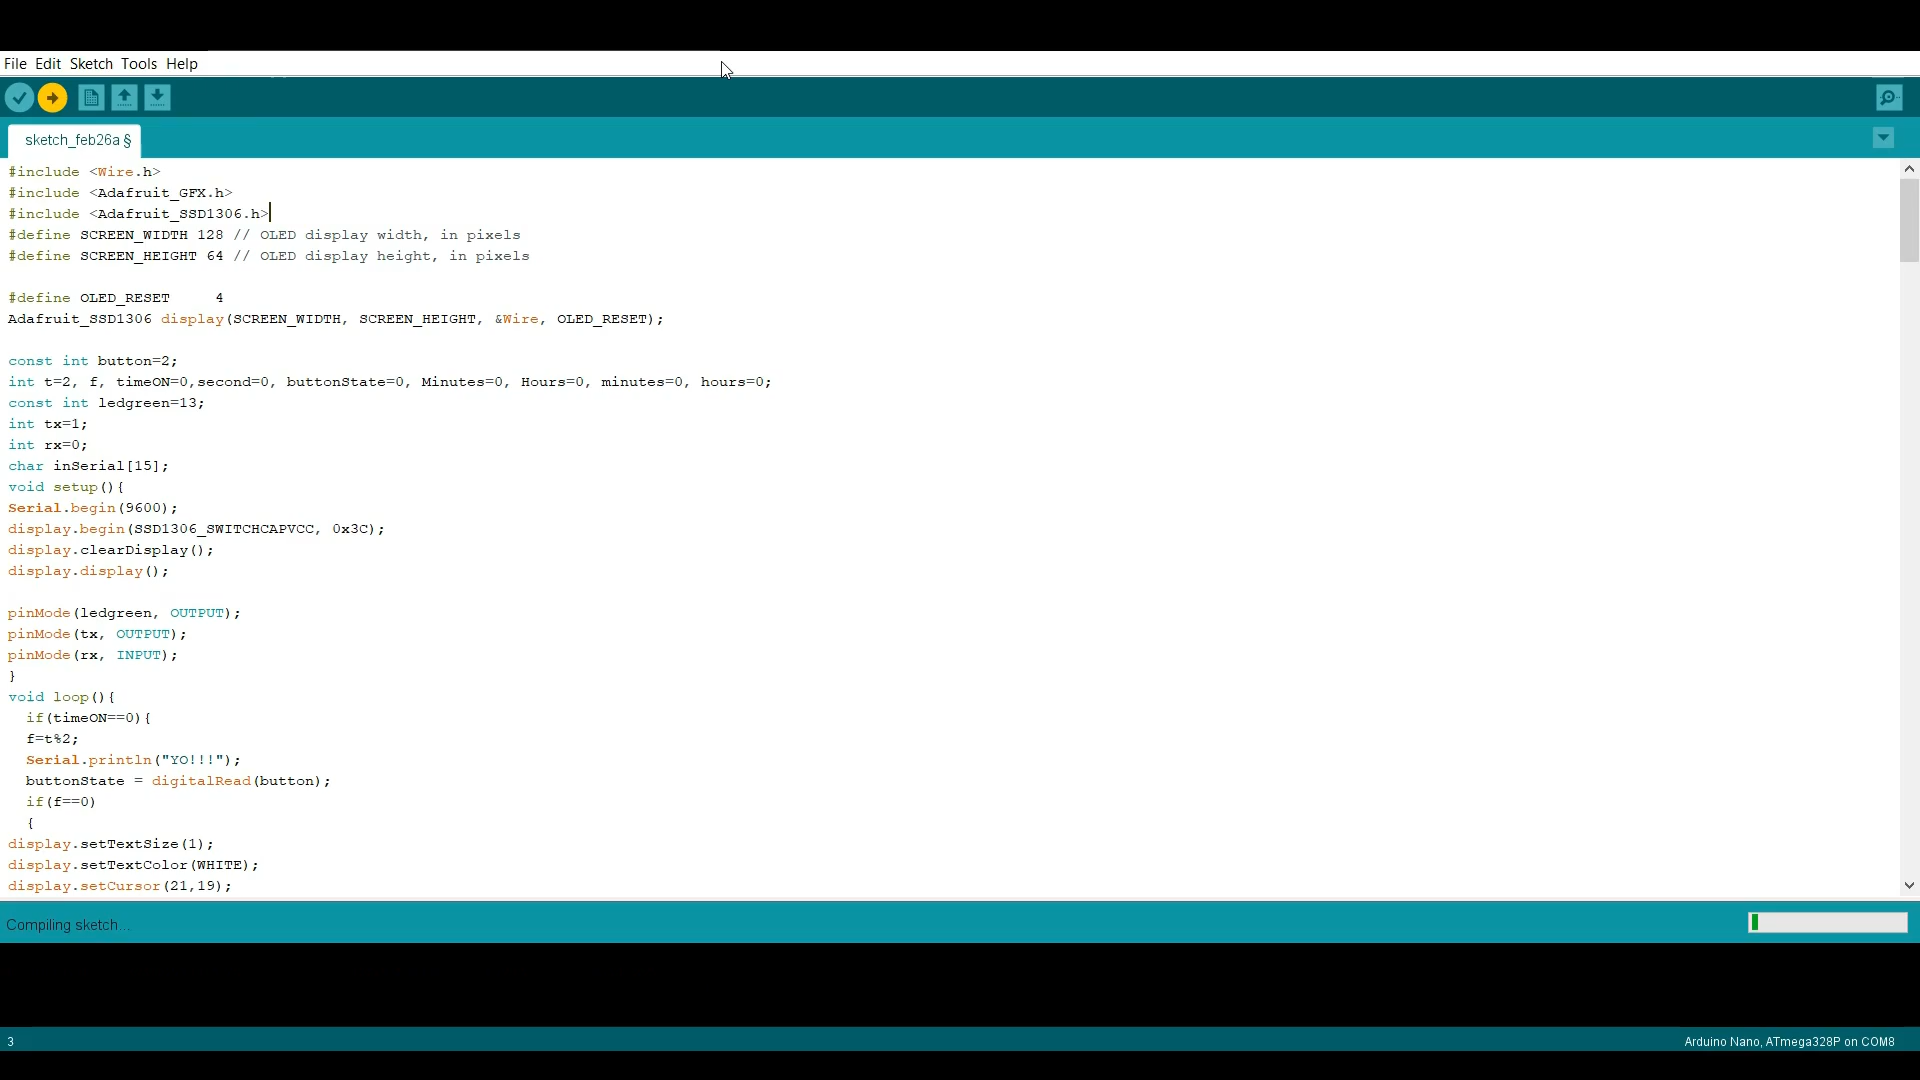 File Edit Sketch Tools Help
sketch_feb26a §
#include <Wire.h>
#include <Adafruit_GFX.h>
#include <Adafruit_SSD1306.h>
#define SCREEN_WIDTH 128 // OLED display width, in pixels
#define SCREEN_HEIGHT 64 // OLED display height, in pixels
#define OLED_RESET     4
Adafruit_SSD1306 display(SCREEN_WIDTH, SCREEN_HEIGHT, &Wire, OLED_RESET);
const int button=2;
int t=2, f, timeON=0,second=0, buttonState=0, Minutes=0, Hours=0, minutes=0, hours=0;
const int ledgreen=13;
int tx=1;
int rx=0;
char inSerial[15];
void setup(){
Serial.begin(9600);
display.begin(SSD1306_SWITCHCAPVCC, 0x3C);
display.clearDisplay();
display.display();
pinMode(ledgreen, OUTPUT);
pinMode(tx, OUTPUT);
pinMode(rx, INPUT);
}
void loop(){
  if(timeON==0){
  f=t%2;
  Serial.println("YO!!!");
  buttonState = digitalRead(button);
  if(f==0)
  {
display.setTextSize(1);
display.setTextColor(WHITE);
display.setCursor(21,19);
Compiling sketch...
3
Arduino Nano, ATmega328P on COM8